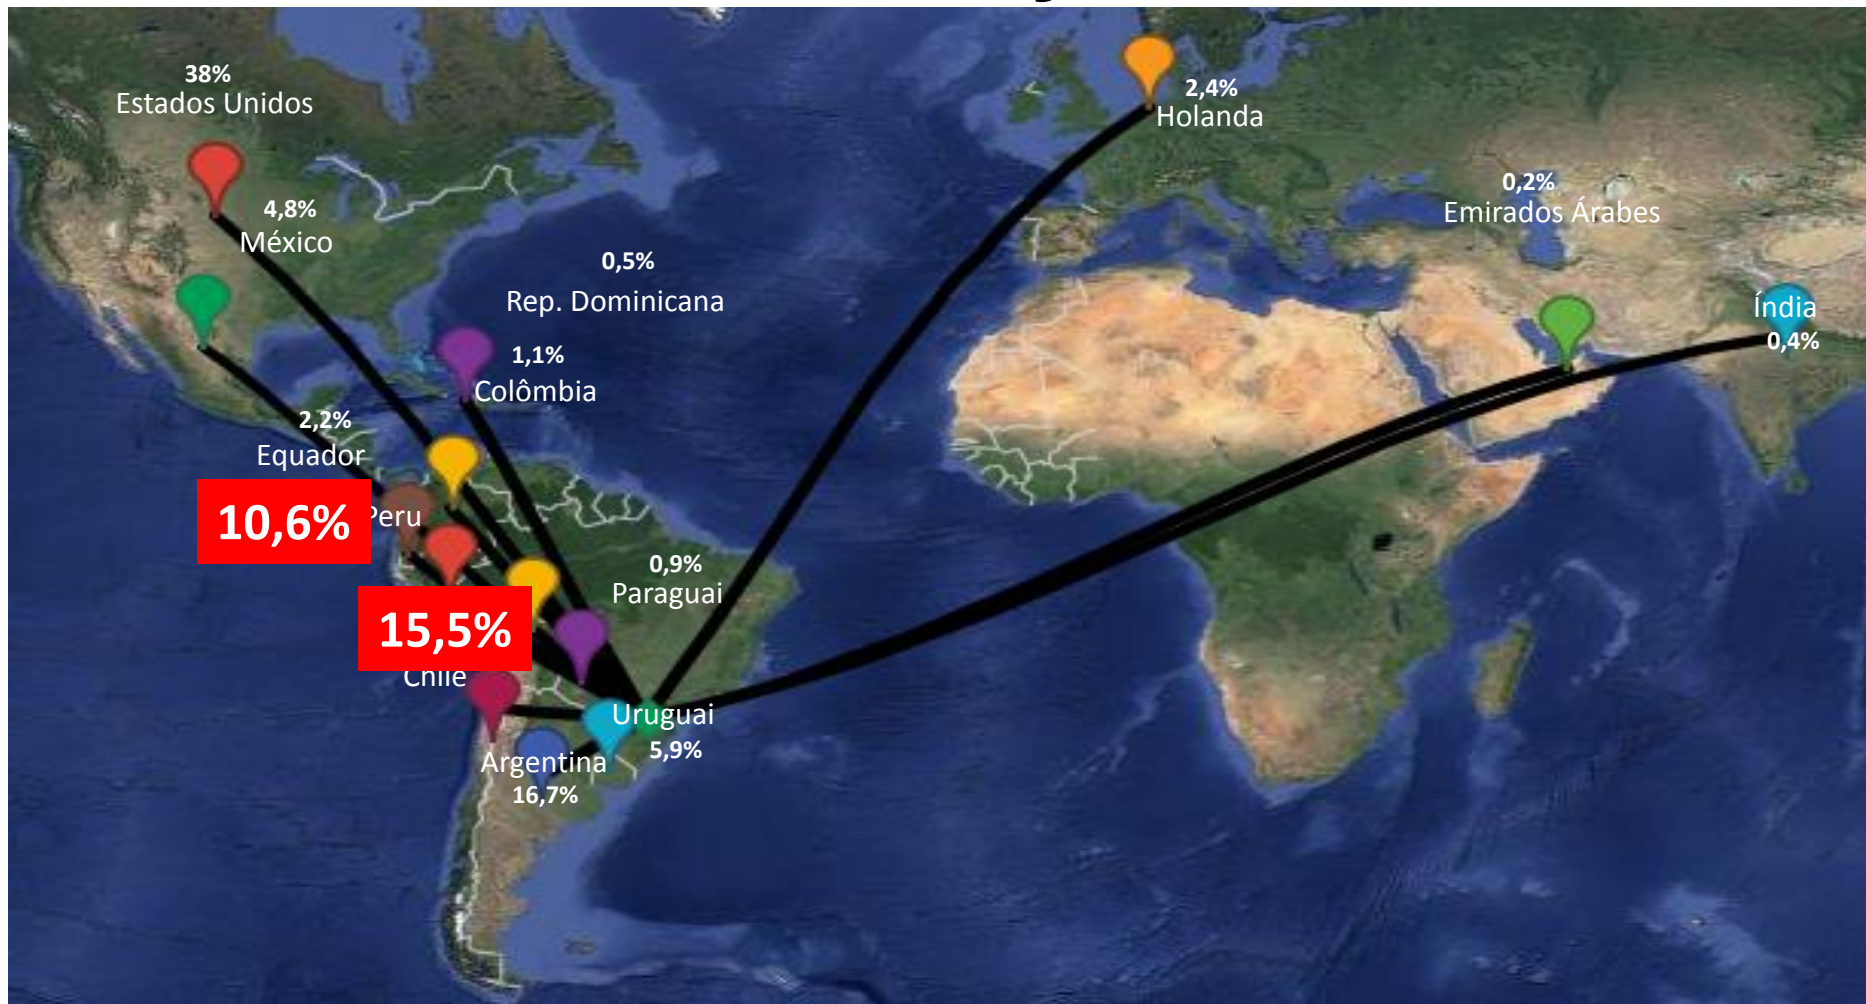 38%
Estados Unidos
2,4%
Holanda
0,2%
Emirados Árabes
4,8%
México
0,5%
Rep. Dominicana
Índia
0,4%
1,1%
Colômbia
2,2%
Equador
10,6%
Peru
0,9%
Paraguai
15,5%
Chile
Uruguai
5,9%
Argentina
16,7%